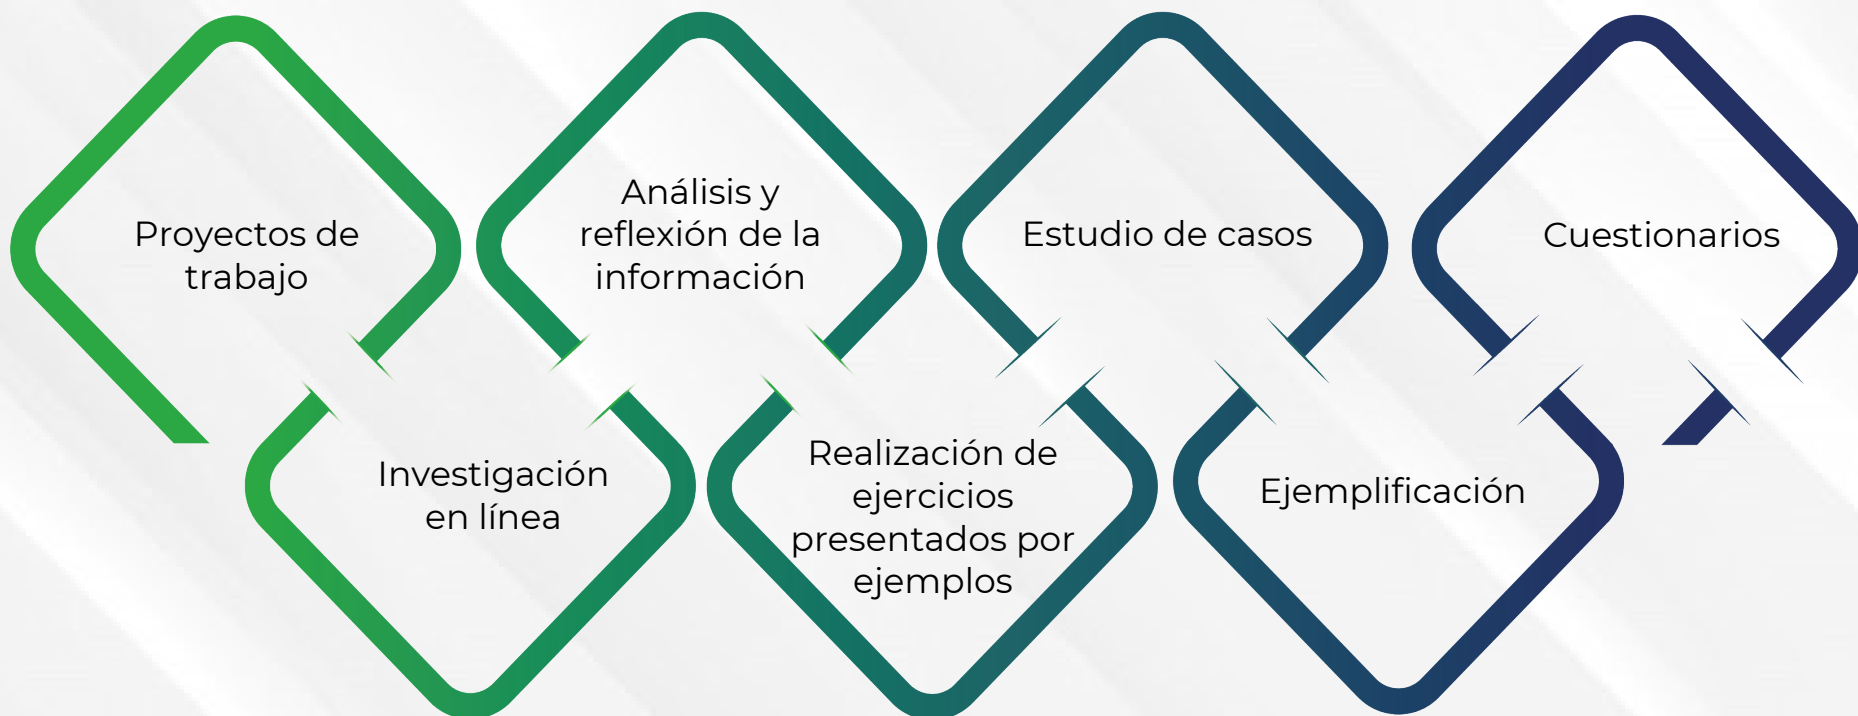 Proyectos de
trabajo
Investigación
en línea
Análisis y
reflexión de la
información
Realización de
ejercicios
presentados por
ejemplos
Estudio de casos
Ejemplificación
Cuestionarios